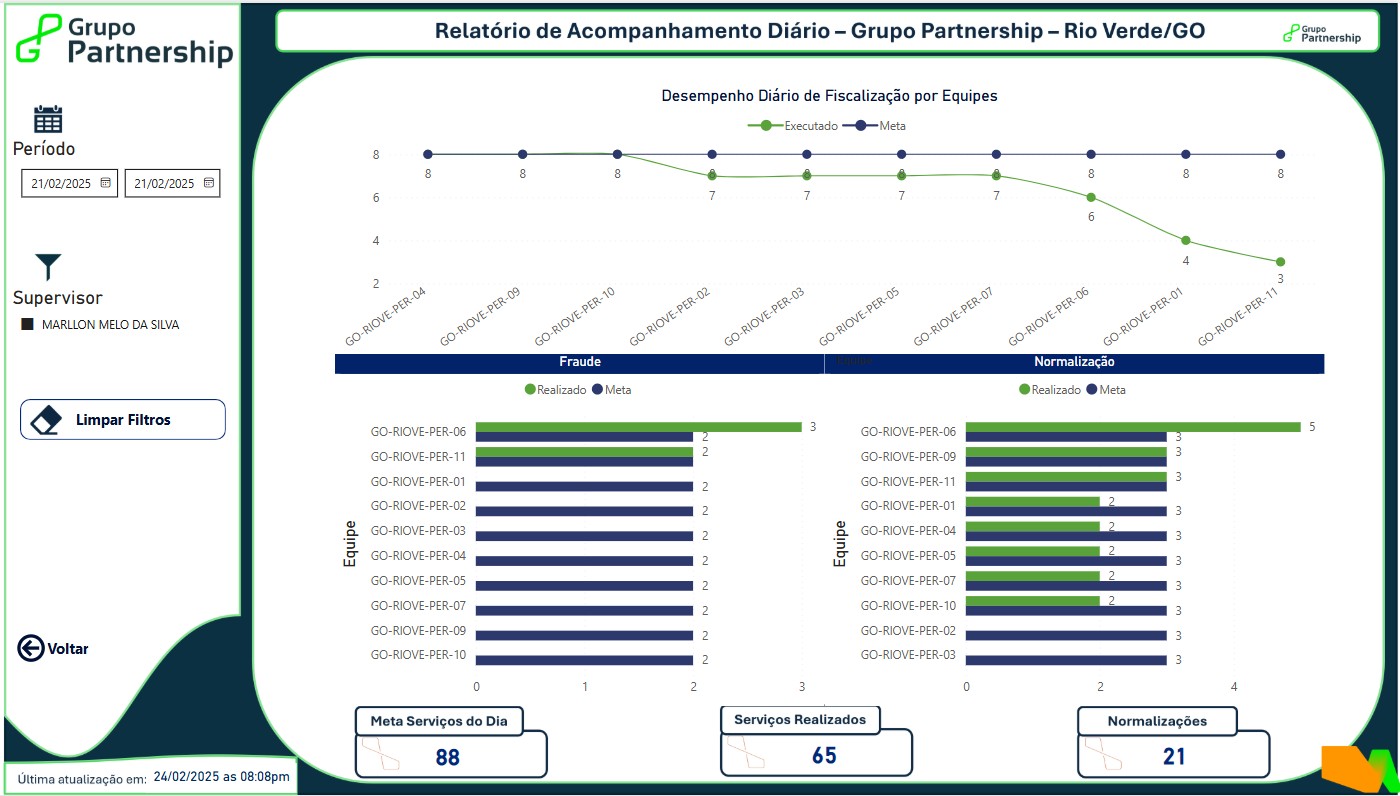 Grupo
Partnership
Relatório de Acompanhamento Diário – Grupo Partnership – Rio Verde/GO
Grupo
Partnership
Período
21/02/2025 21/02/2025
Supervisor
MARLLON MELO DA SILVA
Limpar Filtros
Voltar
Última atualização em: 24/02/2025 as 08:08pm
Desempenho Diário de Fiscalização por Equipes
Executado Meta
8
6
4
2
8 8 8 8 8 8 8 8 8 8
7 7 7 7 6 4 3
GO-RIOVE-PER-04 GO-RIOVE-PER-09 GO-RIOVE-PER-10 GO-RIOVE-PER-02 GO-RIOVE-PER-03 GO-RIOVE-PER-05 GO-RIOVE-PER-07 GO-RIOVE-PER-06 GO-RIOVE-PER-01 GO-RIOVE-PER-11
Fraude
Realizado Meta
Equipe
GO-RIOVE-PER-06 3 2
GO-RIOVE-PER-11 2
GO-RIOVE-PER-01 2
GO-RIOVE-PER-02 2
GO-RIOVE-PER-03 2
GO-RIOVE-PER-04 2
GO-RIOVE-PER-05 2
GO-RIOVE-PER-07 2
GO-RIOVE-PER-09 2
GO-RIOVE-PER-10 2
0 1 2 3
Normalização
Realizado Meta
Equipe
GO-RIOVE-PER-06 5 3
GO-RIOVE-PER-09 3
GO-RIOVE-PER-11 3
GO-RIOVE-PER-01 2 3
GO-RIOVE-PER-04 2 3
GO-RIOVE-PER-05 2 3
GO-RIOVE-PER-07 2 3
GO-RIOVE-PER-10 2 3
GO-RIOVE-PER-02 3
GO-RIOVE-PER-03 3
0 2 4
Meta Serviços do Dia
88
Serviços Realizados
65
Normalizações
21